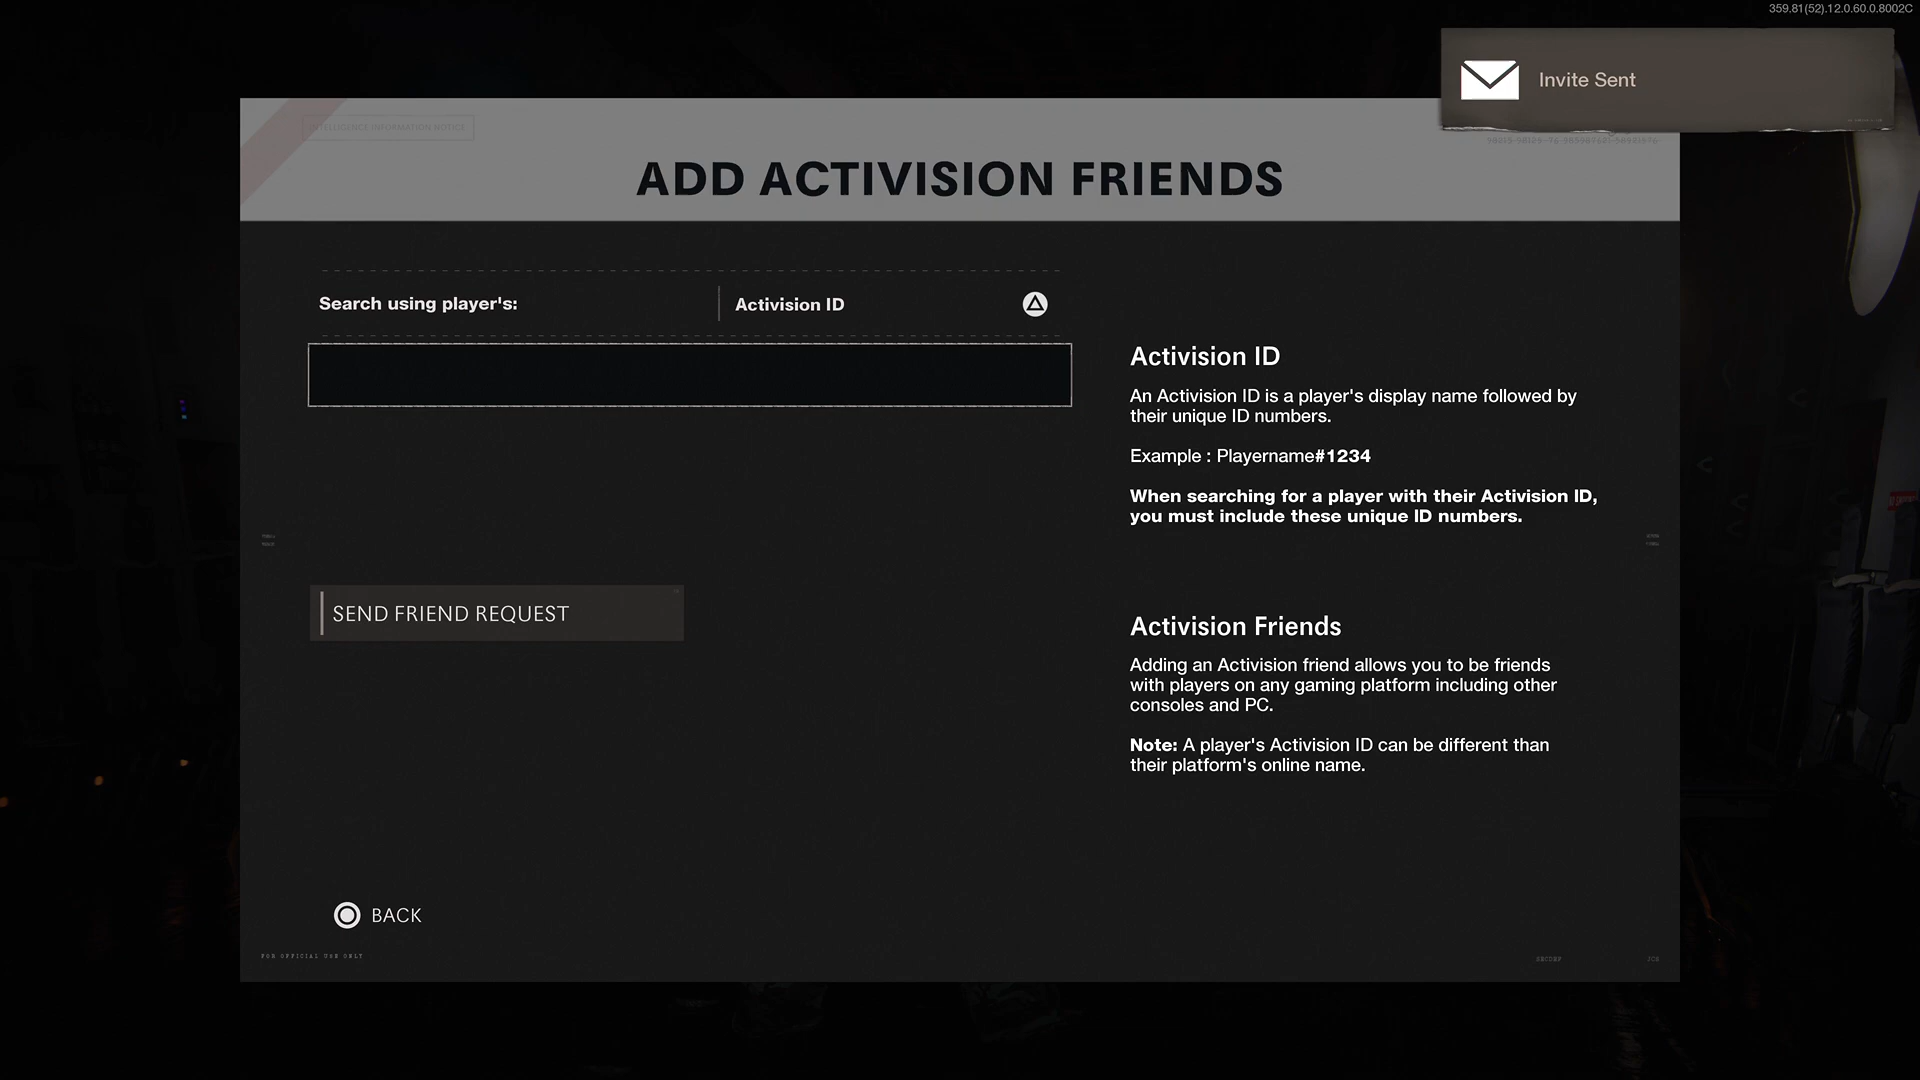 359.81(52).12.0.60.0.8002C
Invite Sent
INTELLIGENCE INFORMATION NOTICE
ADD ACTIVISION FRIENDS
Search using player's:
Activision ID
Activision ID
An Activision ID is a player's display name followed by
their unique ID numbers.
Example : Playername#1234
When searching for a player with their Activision ID,
you must include these unique ID numbers.
SEND FRIEND REQUEST
Activision Friends
Adding an Activision friend allows you to be friends
with players on any gaming platform including other
consoles and PC.
Note: A player's Activision ID can be different than
their platform's online name.
BACK
FOR OFFICIAL USE ONLY